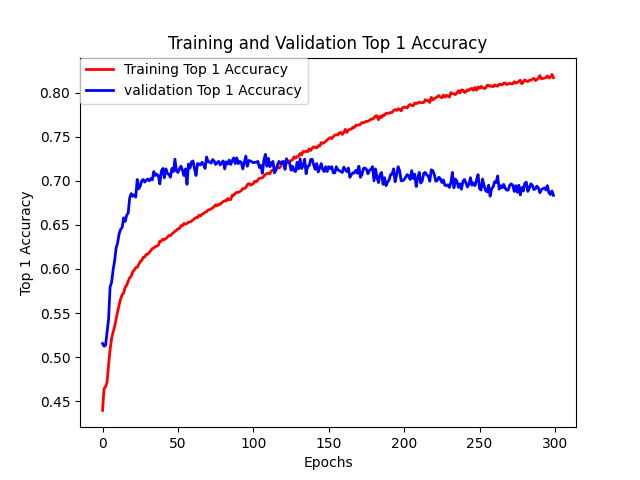 Training and Validation Top 1 Accuracy
Training Top 1 Accuracy
validation Top 1 Accuracy
Top 1 Accuracy
0.80
0.75
0.70
0.65
0.60
0.55
0.50
0.45
0 50 100 150 200 250 300
Epochs